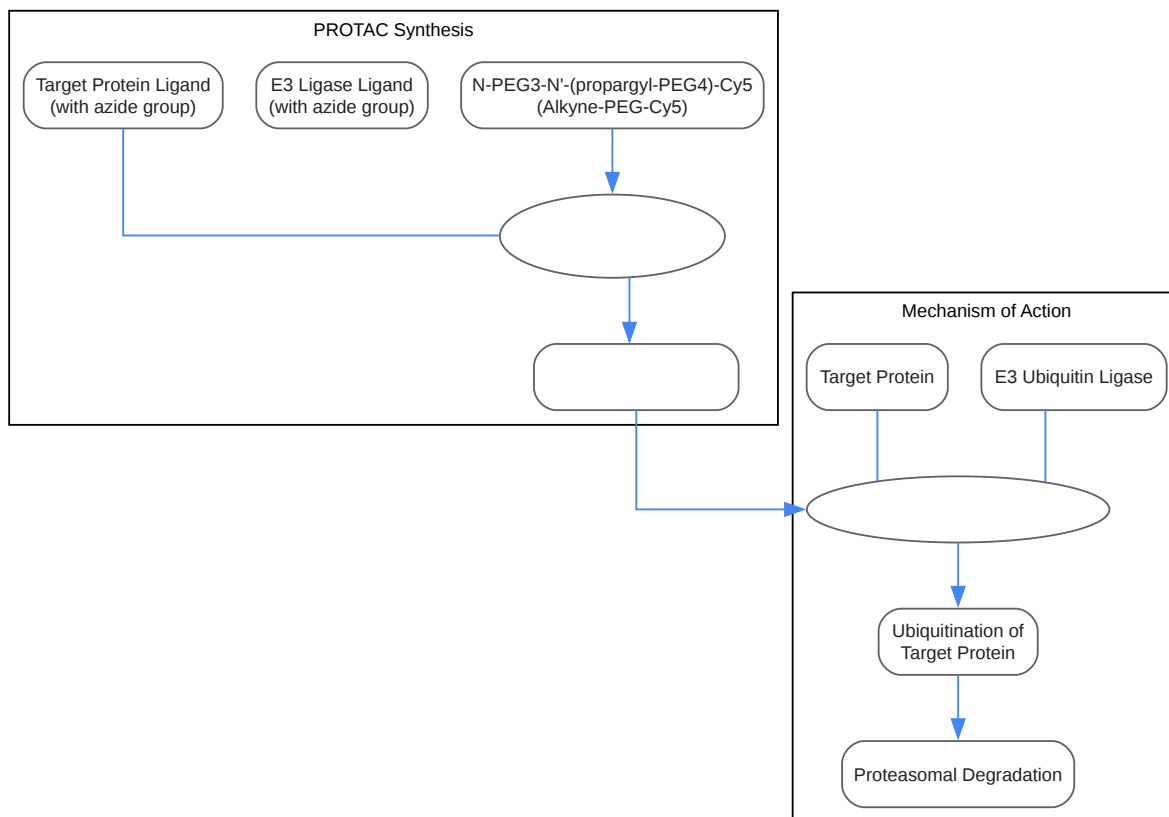 PROTAC Synthesis
Target Protein Ligand
(with azide group)
E3 Ligase Ligand
(with azide group)
N-PEG3-N'-(propargyl-PEG4)-Cy5
(Alkyne-PEG-Cy5)
Mechanism of Action
Target Protein
E3 Ubiquitin Ligase
Ubiquitination of
Target Protein
Proteasomal Degradation